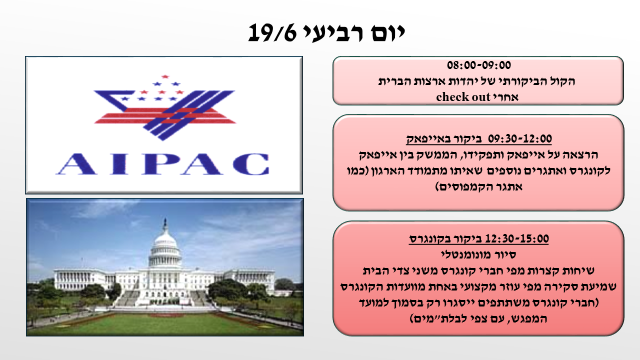 יום רביעי 19/6
08:00-09:00
הקול הביקורתי של יהדות ארצות הברית
אחרי check out
09:30-12:00 ביקור באייפאק
הרצאה על אייפאק ותפקידו, הממשק בין אייפאק
לקונגרס ואתגרים נוספים שאיתו מתמודד הארגון (כמו
אתגר הקמפוסים)
12:30-15:00 ביקור בקונגרס
סיור מונומנטלי
שיחות קצרות מפי חברי קונגרס משני צדי הבית
שמיעת סקירה מפי עוזר מקצועי באחת מוועדות הקונגרס
(חברי קונגרס משתתפים ייסגרו רק בסמוך למועד
המפגש, עם צפי לבלת"מים)
AIPAC